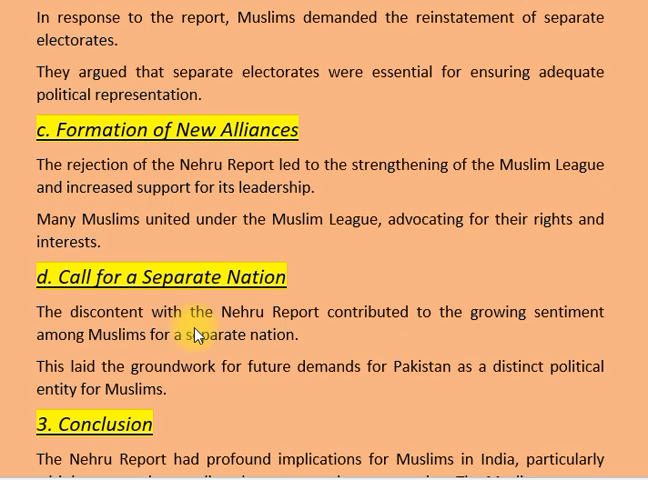 In response to the report, Muslims demanded the reinstatement of separate
electorates.
They argued that separate electorates were essential for ensuring adequate
political representation.
c. Formation of New Alliances
The rejection of the Nehru Report led to the strengthening of the Muslim League
and increased support for its leadership.
Many Muslims united under the Muslim League, advocating for their rights and
interests.
d. Call for a Separate Nation
The discontent with the Nehru Report contributed to the growing sentiment
among Muslims for a separate nation.
This laid the groundwork for future demands for Pakistan as a distinct political
entity for Muslims.
3. Conclusion
The Nehru Report had profound implications for Muslims in India, particularly